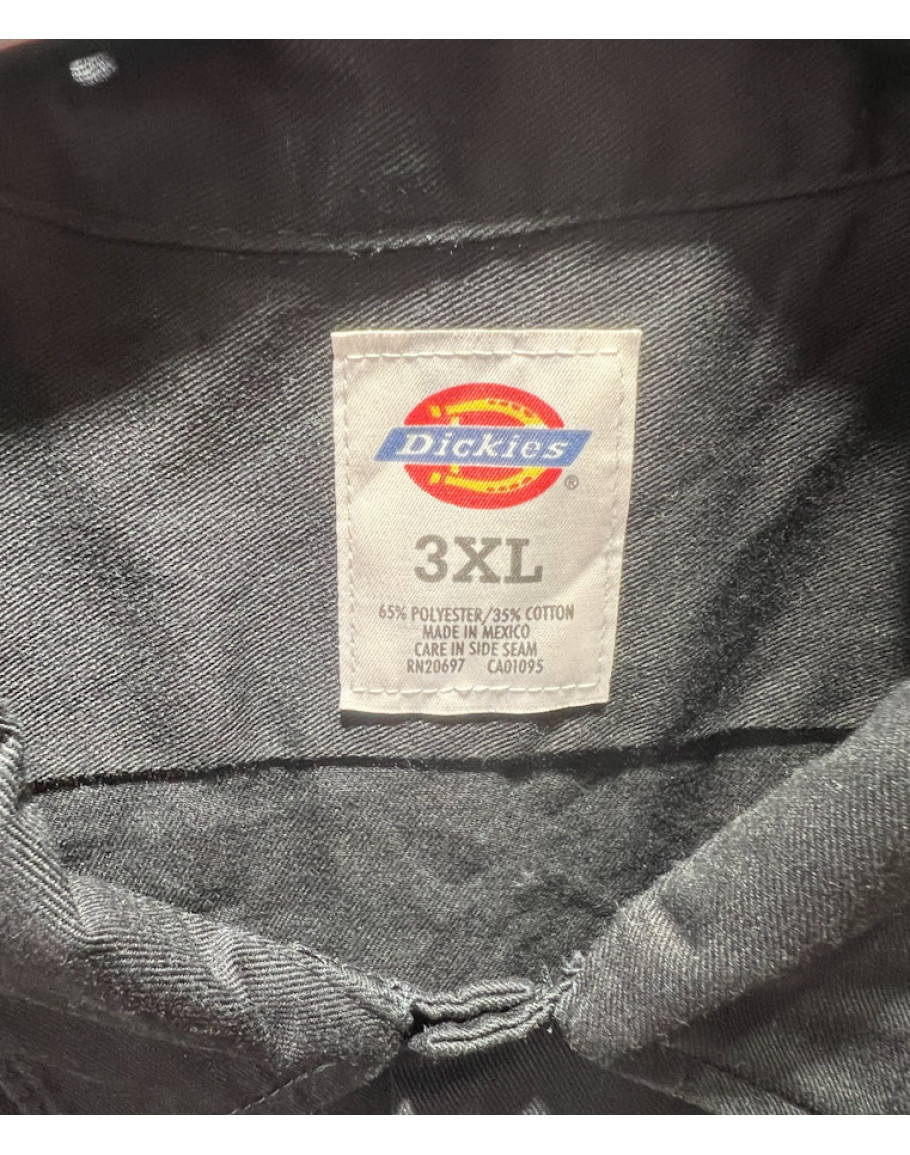 Dickies
®
3XL
65% POLYESTER/35% COTTON
MADE IN MEXICO
CARE IN SIDE SEAM
RN20697 CA01095